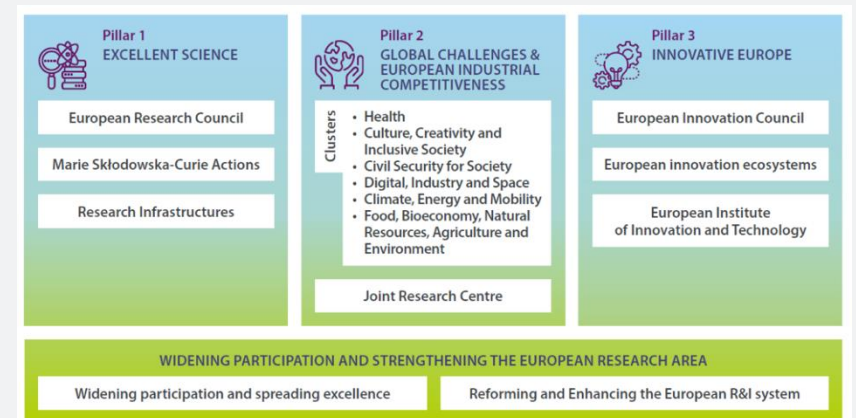 Pillar 1
EXCELLENT SCIENCE
European Research Council
Marie Skłodowska-Curie Actions
Research Infrastructures
Pillar 2
GLOBAL CHALLENGES &
EUROPEAN INDUSTRIAL
COMPETITIVENESS
Clusters
• Health
• Culture, Creativity and
Inclusive Society
• Civil Security for Society
• Digital, Industry and Space
• Climate, Energy and Mobility
• Food, Bioeconomy, Natural
Resources, Agriculture and
Environment
Joint Research Centre
Pillar 3
INNOVATIVE EUROPE
European Innovation Council
European innovation ecosystems
European Institute
of Innovation and Technology
WIDENING PARTICIPATION AND STRENGTHENING THE EUROPEAN RESEARCH AREA
Widening participation and spreading excellence
Reforming and Enhancing the European R&I system